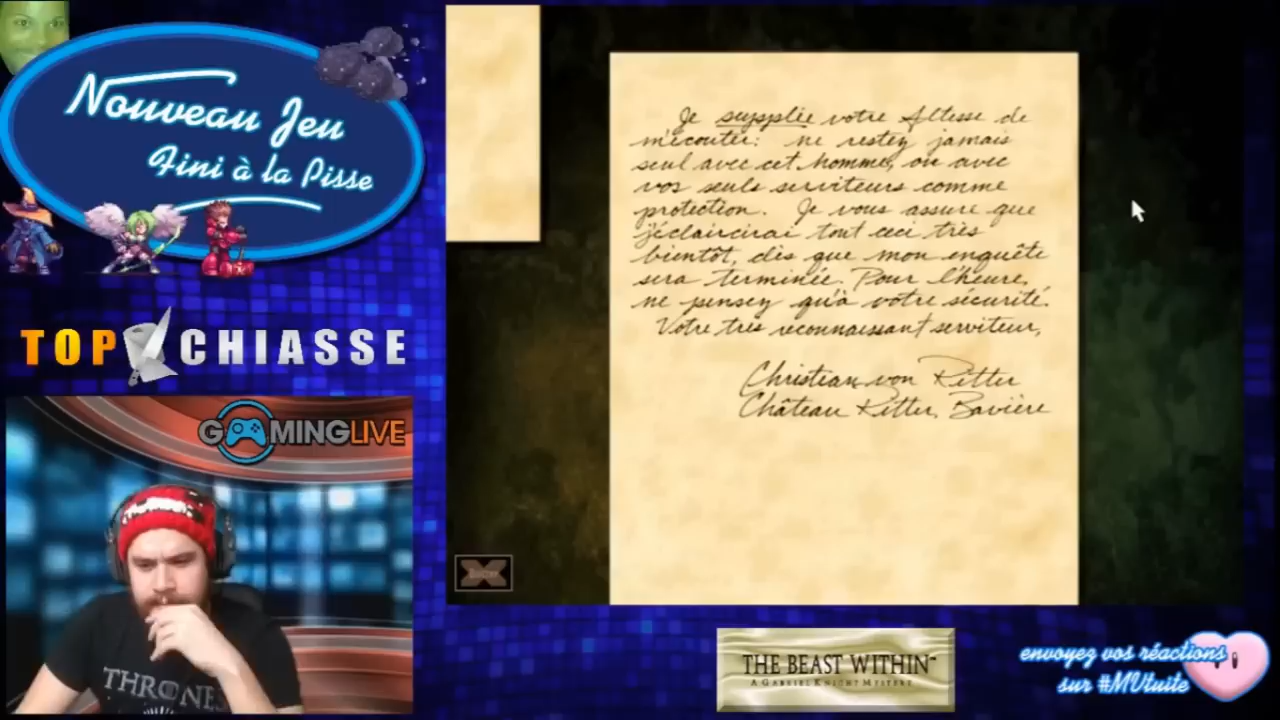 Nouveau Jeu
Fini à la Pisse
TOP CHIASSE
GAMINGLIVE
THRONES
Je supplie votre Altesse de
m'écouter: ne restez jamais
seul avec cet homme, ou avec
vos seuls serviteurs comme
protection. Je vous assure que
j'éclaircirai tout ceci très
bientôt, dès que mon enquête
sera terminée. Pour l'heure,
ne pensez qu'à votre sécurité.
Votre très reconnaissant serviteur,
Christian von Ritter
Château Ritter, Bavière
THE BEAST WITHIN™
A GABRIEL KNIGHT MYSTERY
envoyez vos réactions
sur #MVtuite